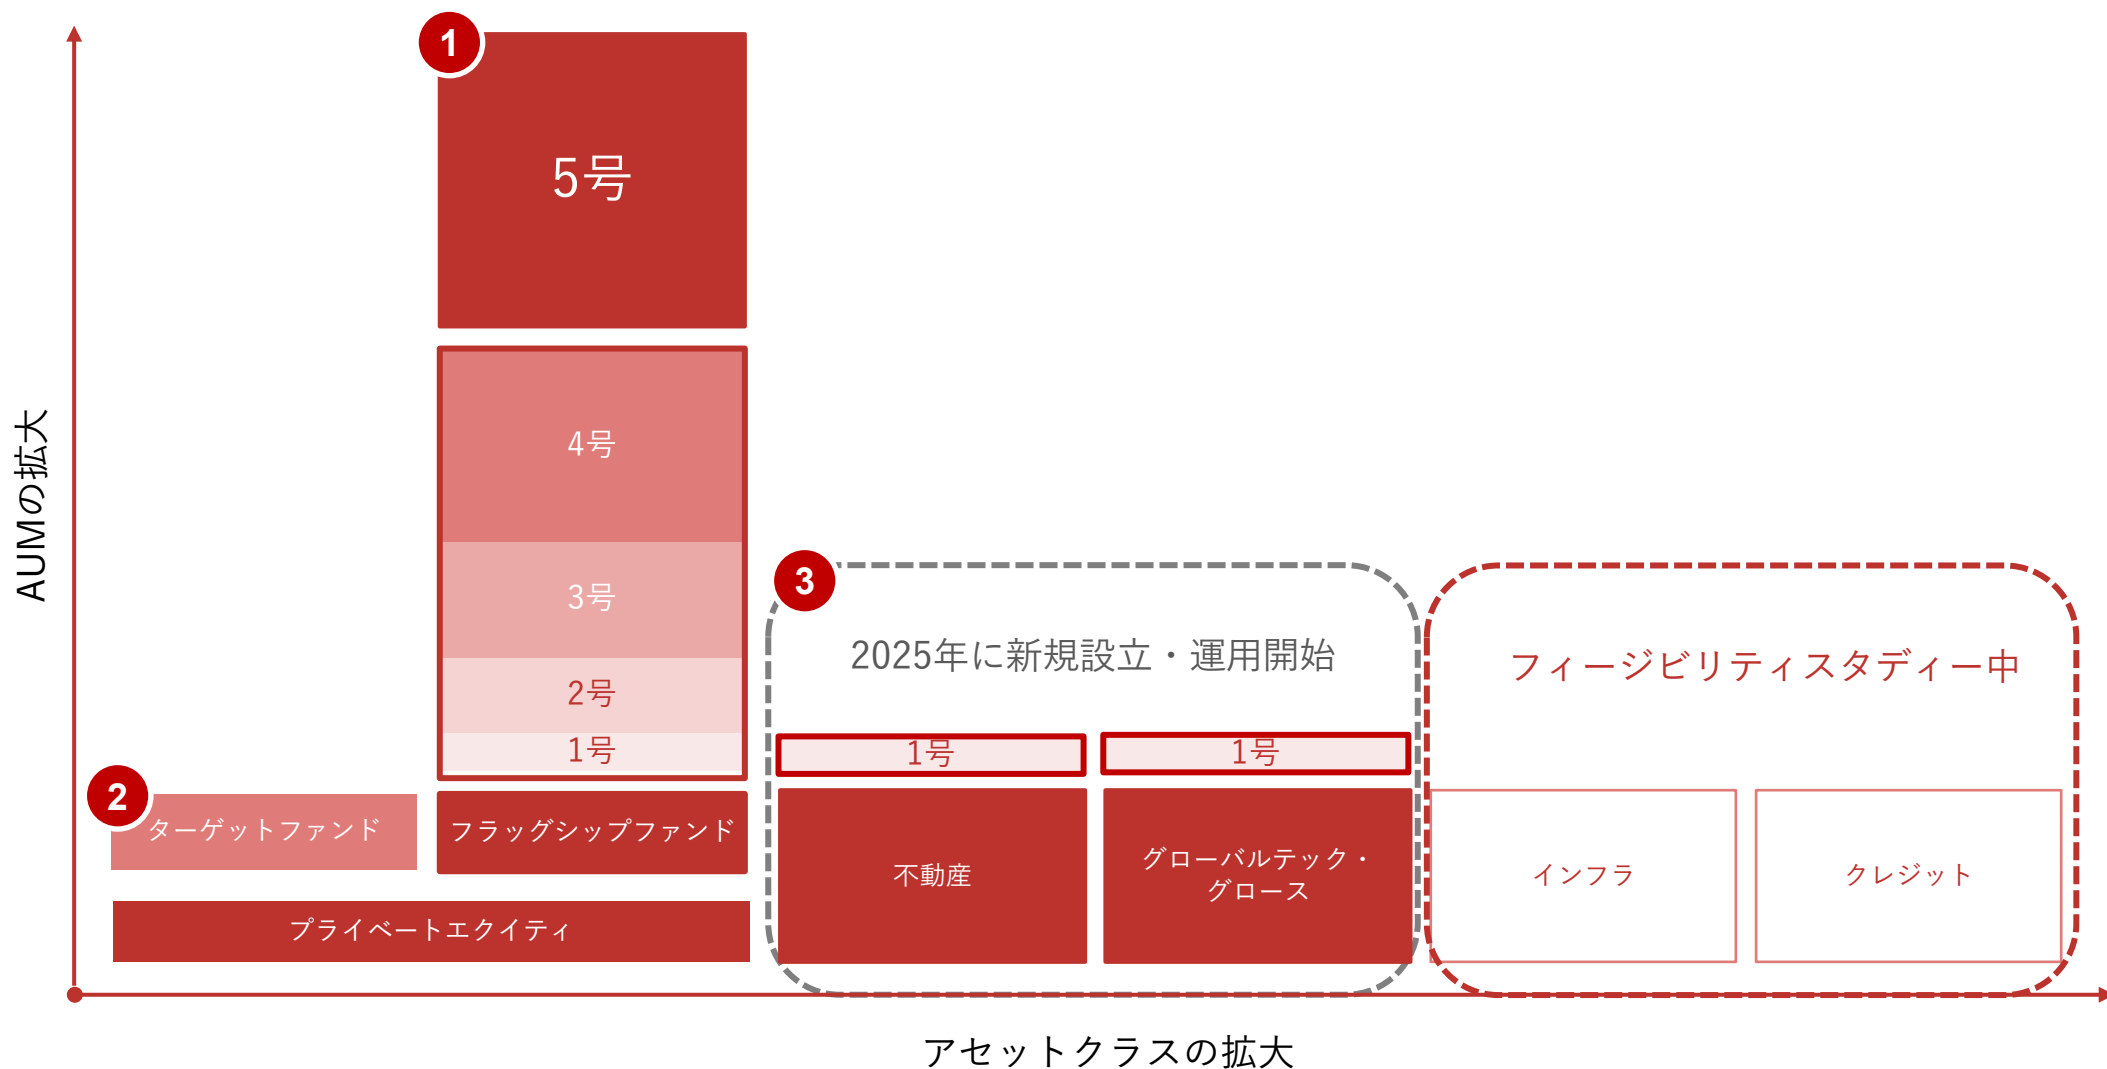 AUMの拡大
1
5号
4号
3号
2号
1号
2
ターゲットファンド
フラッグシップファンド
プライベートエクイティ
3
2025年に新規設立・運用開始
1号
1号
不動産
グローバルテック・
グロース
フィージビリティスタディー中
インフラ
クレジット
アセットクラスの拡大